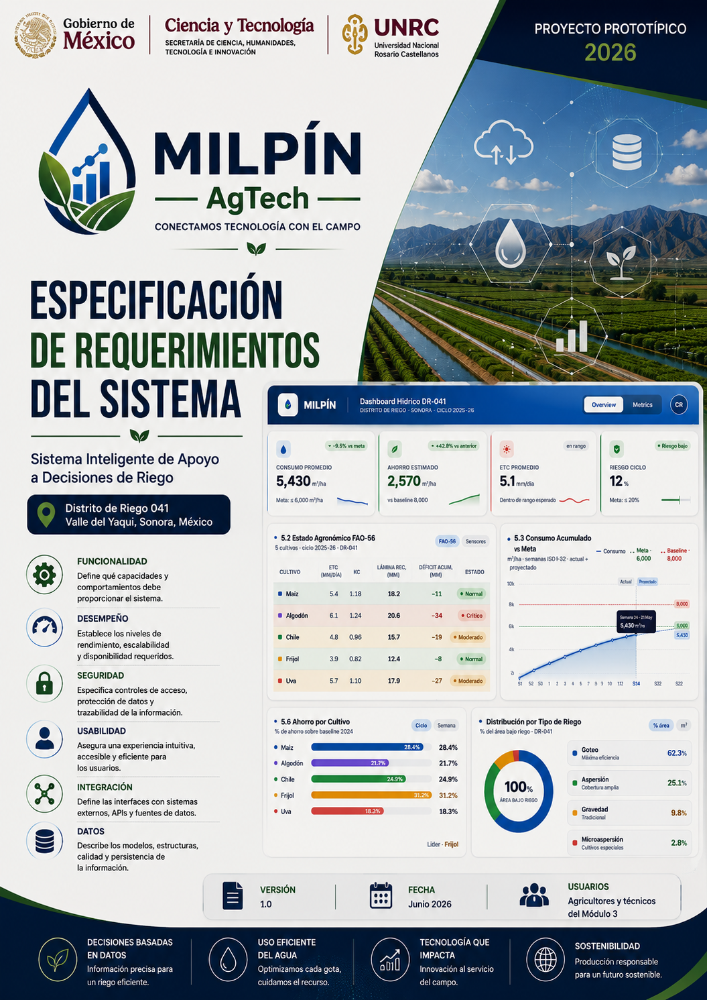 Gobierno de
México
Ciencia y Tecnología
SECRETARÍA DE CIENCIA, HUMANIDADES,
TECNOLOGÍA E INNOVACIÓN
UNRC
Universidad Nacional
Rosario Castellanos
PROYECTO PROTOTÍPICO
2026
MILPÍN
AgTech
CONECTAMOS TECNOLOGÍA CON EL CAMPO
ESPECIFICACIÓN
DE REQUERIMIENTOS
DEL SISTEMA
Sistema Inteligente de Apoyo
a Decisiones de Riego
Distrito de Riego 041
Valle del Yaqui, Sonora, México
FUNCIONALIDAD
Define qué capacidades y
comportamientos debe
proporcionar el sistema.
DESEMPEÑO
Establece los niveles de
rendimiento, escalabilidad
y disponibilidad requeridos.
SEGURIDAD
Especifica controles de acceso,
protección de datos y
trazabilidad de la información.
USABILIDAD
Asegura una experiencia intuitiva,
accesible y eficiente para
los usuarios.
INTEGRACIÓN
Define las interfaces con sistemas
externos, APIs y fuentes de datos.
DATOS
Describe los modelos, estructuras,
calidad y persistencia de
la información.
MILPÍN
Dashboard Hidrico DR-041
DISTRITO DE RIEGO · SONORA · CICLO 2025-26
Overview
Metrics
CR
-9.5% vs meta
CONSUMO PROMEDIO
5,430 m³/ha
Meta: ≤ 6,000 m³/ha
+42.8% vs anterior
AHORRO ESTIMADO
2,570 m³/ha
vs baseline 8,000
en rango
ETC PROMEDIO
5.1 mm/día
Dentro de rango esperado
Riesgo bajo
RIESGO CICLO
12 %
Meta: ≤ 20%
5.2 Estado Agronómico FAO-56
5 cultivos · ciclo 2025-26 · DR-041
FAO-56
Sensores
CULTIVO ETC (MM/DÍA) KC LÁMINA REC, (MM) DÉFICIT ACUM, (MM) ESTADO
Maiz 5.4 1.18 18.2 -11 Normal
Algodón 6.1 1.24 20.6 -34 Crítico
Chile 4.8 0.96 15.7 -19 Moderado
Frijol 3.9 0.82 12.4 -8 Normal
Uva 5.7 1.10 17.9 -27 Moderado
5.3 Consumo Acumulado
vs Meta
m³/ha · semanas ISO 1-32 · actual +
proyectado
Consumo
Meta ·
6,000
Baseline ·
8,000
Actual
Proyectado
10k
8k
6k
4k
Semana 24 - 21 May
5,430 m³/hs
5,430
S1 S2 S3 1 2 3 4 5 6 7 8 9 10 S14 S22 S22
5.6 Ahorro por Cultivo
% de ahorro sobre baseline 2024
Ciclo
Semana
Maiz 28.4% 28.4%
Algodón 21.7% 21.7%
Chile 24.9% 24.9%
Frijol 31.2% 31.2%
Uva 18.3% 18.3%
Lider · Frijol
Distribución por Tipo de Riego
% del área bajo riego · DR-041
% área
m³
100%
ÁREA BAJO RIEGO
Goteo
Máxima eficiencia
62.3%
Aspersión
Cobertura amplia
25.1%
Gravedad
Tradicional
9.8%
Microaspersión
Cultivos especiales
2.8%
VERSIÓN
1.0
FECHA
Junio 2026
USUARIOS
Agricultores y técnicos
del Módulo 3
DECISIONES BASADAS
EN DATOS
Información precisa para
un riego eficiente.
USO EFICIENTE
DEL AGUA
Optimizamos cada gota,
cuidamos el recurso.
TECNOLOGÍA QUE
IMPACTA
Innovación al servicio
del campo.
SOSTENIBILIDAD
Producción responsable
para un futuro sostenible.